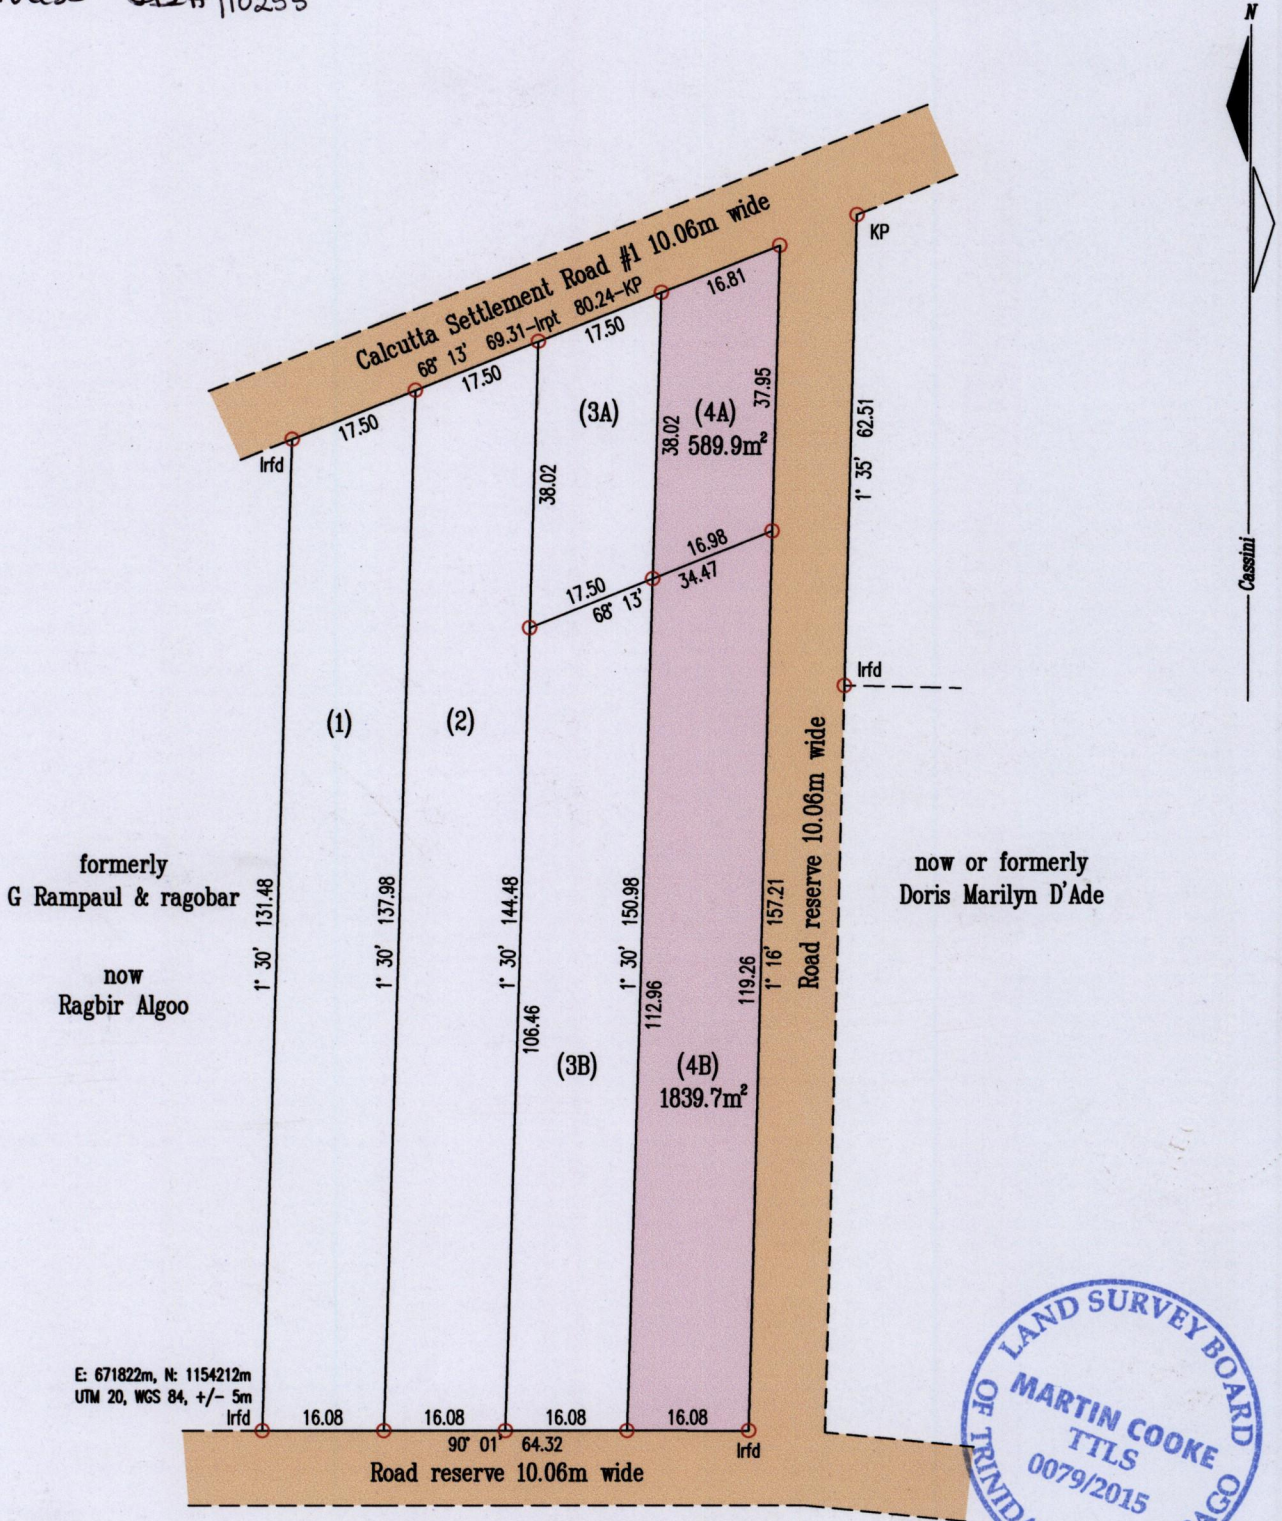 N
Calcutta Settlement Road #1 10.06m wide
68° 13' 69.31-Irpt 80.24-KP
KP
16.81
17.50
17.50
17.50
Irfd
(3A)
(4A)
589.9m²
38.02
38.02
37.95
1° 35' 62.51
Cassini
16.98
34.47
17.50
68° 13'
Irfd
(1)
(2)
Road reserve 10.06m wide
formerly
G Rampaul & ragobar
now
Ragbir Algoo
now or formerly
Doris Marilyn D'Ade
1° 30' 131.48
1° 30' 137.98
1° 30' 144.48
1° 30' 150.98
1° 16' 157.21
106.46
112.96
119.26
(3B)
(4B)
1839.7m²
E: 671822m, N: 1154212m
UTM 20, WGS 84, +/- 5m
Irfd
16.08
16.08
16.08
16.08
90° 01' 64.32
Irfd
Road reserve 10.06m wide
LAND SURVEY BOARD
OF TRINIDA
AGO
MARTIN COOKE
TTLS
0079/2015